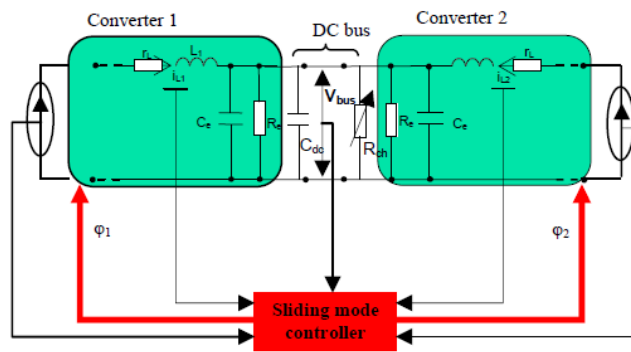 Converter 1
DC bus
Converter 2
rL
L1
iL1
Ce
Re
Cdc
Vbus
Rch
Re
Ce
iL2
rL
φ1
φ2
Sliding mode
controller